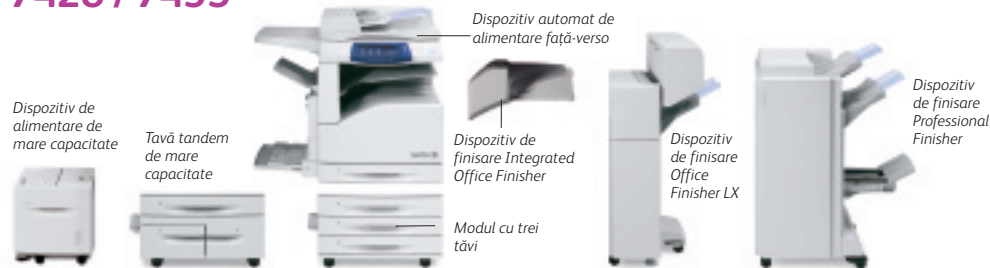 Dispozitiv automat de
alimentare față-verso
Dispozitiv de
alimentare de
mare capacitate
Tavă tandem
de mare
capacitate
Dispozitiv de
finisare Integrated
Office Finisher
Modul cu trei
tăvi
Dispozitiv
de finisare
Office
Finisher LX
Dispozitiv
de finisare
Professional
Finisher